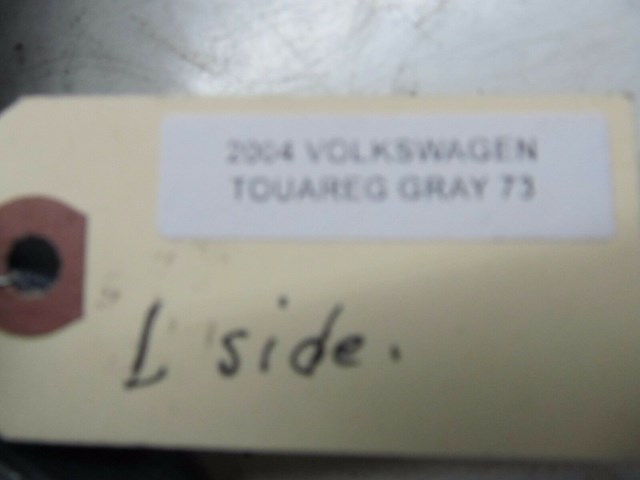 2004 VOLKSWAGEN
TOUAREG GRAY 73
L side.